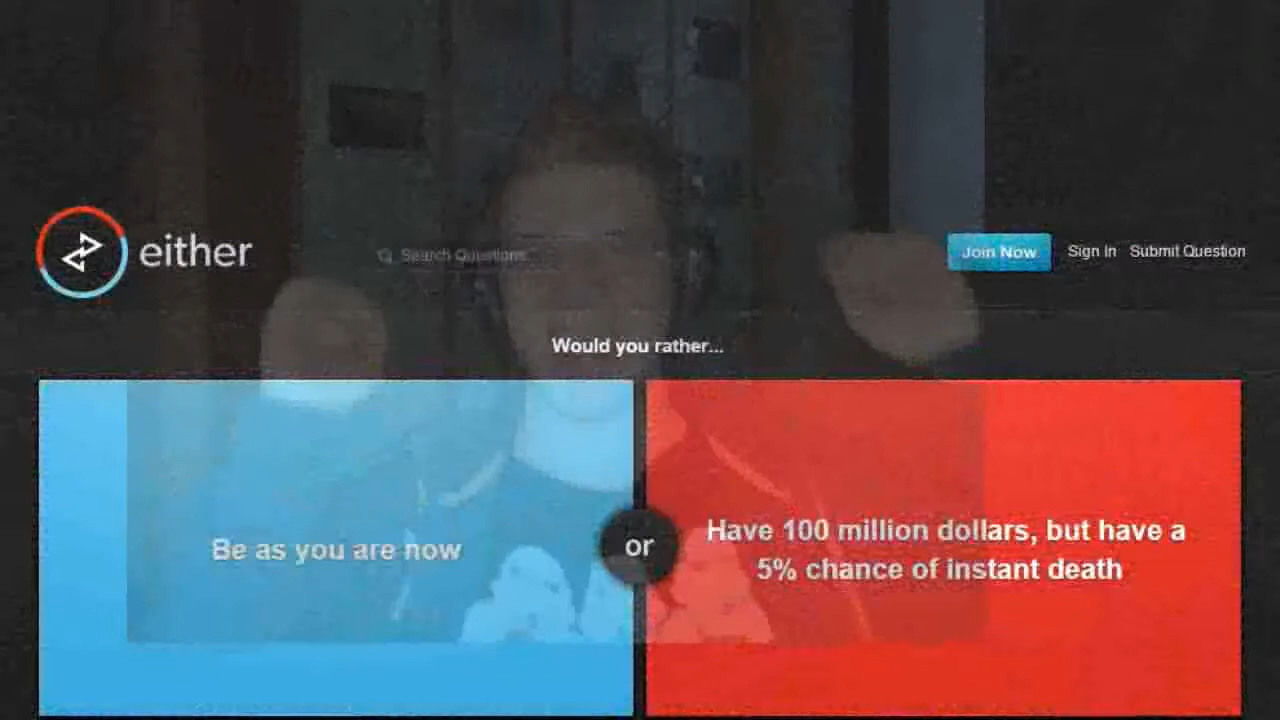 either
Search Questions...
Join Now
Sign In
Submit Question
Would you rather...
Be as you are now
or
Have 100 million dollars, but have a
5% chance of instant death